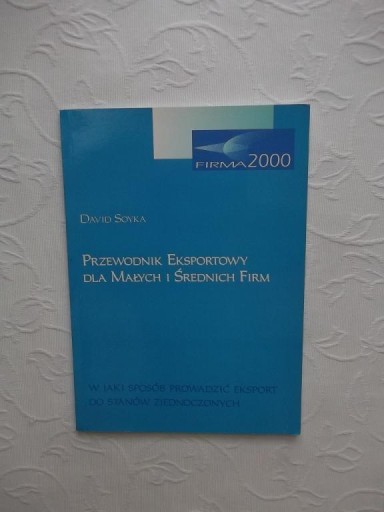 FIRMA2000
DAVID SOYKA
PRZEWODNIK EKSPORTOWY
DLA MAŁYCH I ŚREDNICH FIRM
W JAKI SPOSÓB PROWADZIĆ EKSPORT
DO STANÓW ZJEDNOCZONYCH